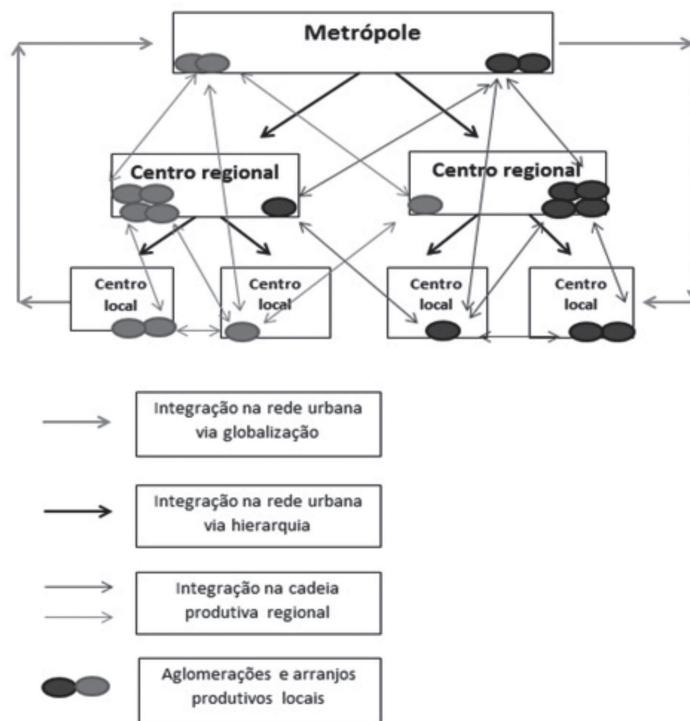 Metrópole
Centro regional
Centro regional
Centro
local
Centro
local
Centro
local
Centro
local
Integração na rede urbana
via globalização
Integração na rede urbana
via hierarquia
Integração na cadeia
produtiva regional
Aglomerações e arranjos
produtivos locais